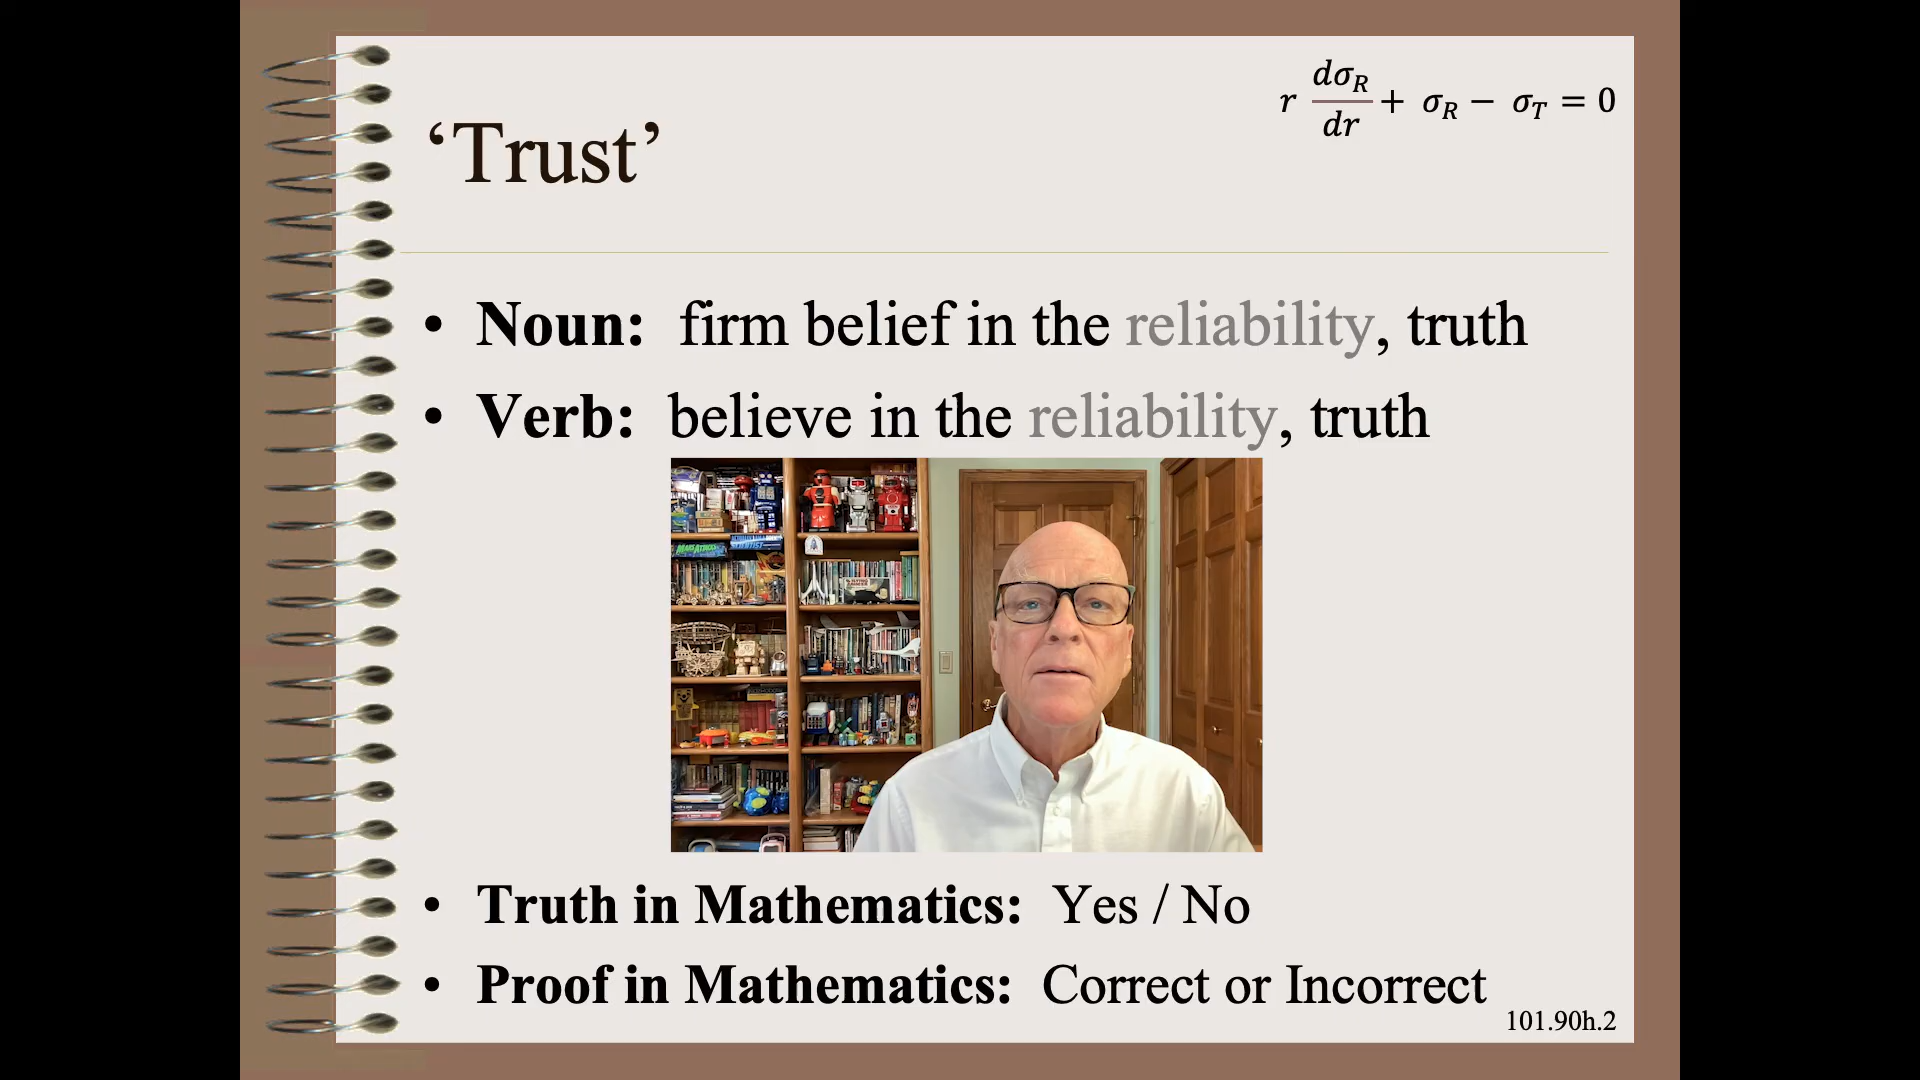 r dσ_R/dr + σ_R − σ_T = 0
‘Trust’
• Noun: firm belief in the reliability, truth
• Verb: believe in the reliability, truth
• Truth in Mathematics: Yes / No
• Proof in Mathematics: Correct or Incorrect
101.90h.2